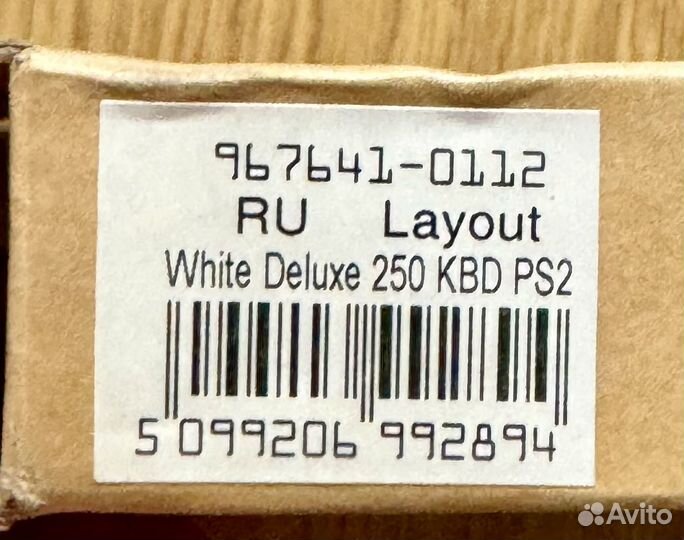 967641-0112
RU Layout
White Deluxe 250 KBD PS2
5 099206 992894
Avito